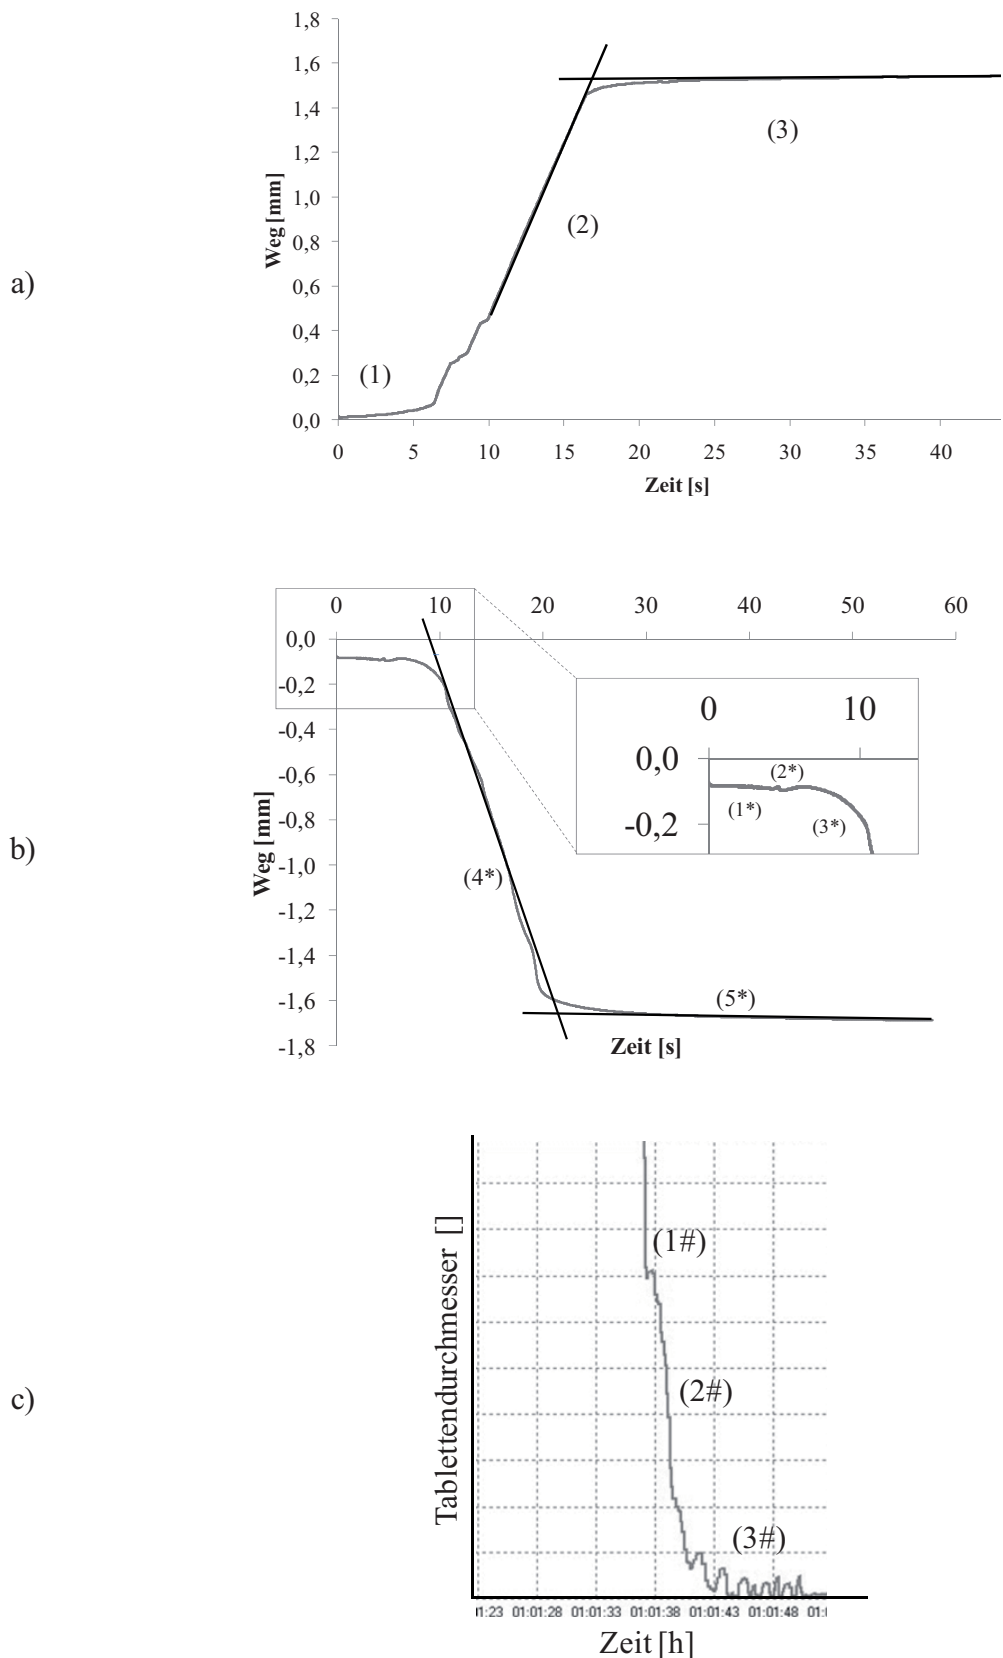 a)
1,8
1,6
1,4
1,2
1,0
0,8
0,6
0,4
0,2
0,0
Weg [mm]
(1)
(2)
(3)
0 5 10 15 20 25 30 35 40
Zeit [s]
b)
0 10 20 30 40 50 60
0,0
-0,2
-0,4
-0,6
-0,8
-1,0
-1,2
-1,4
-1,6
-1,8
Weg [mm]
0 10
0,0
-0,2
(1*)
(2*)
(3*)
(4*)
(5*)
Zeit [s]
c)
Tablettendurchmesser []
(1#)
(2#)
(3#)
01:01:28 01:01:33 01:01:38 01:01:43 01:01:48
Zeit [h]